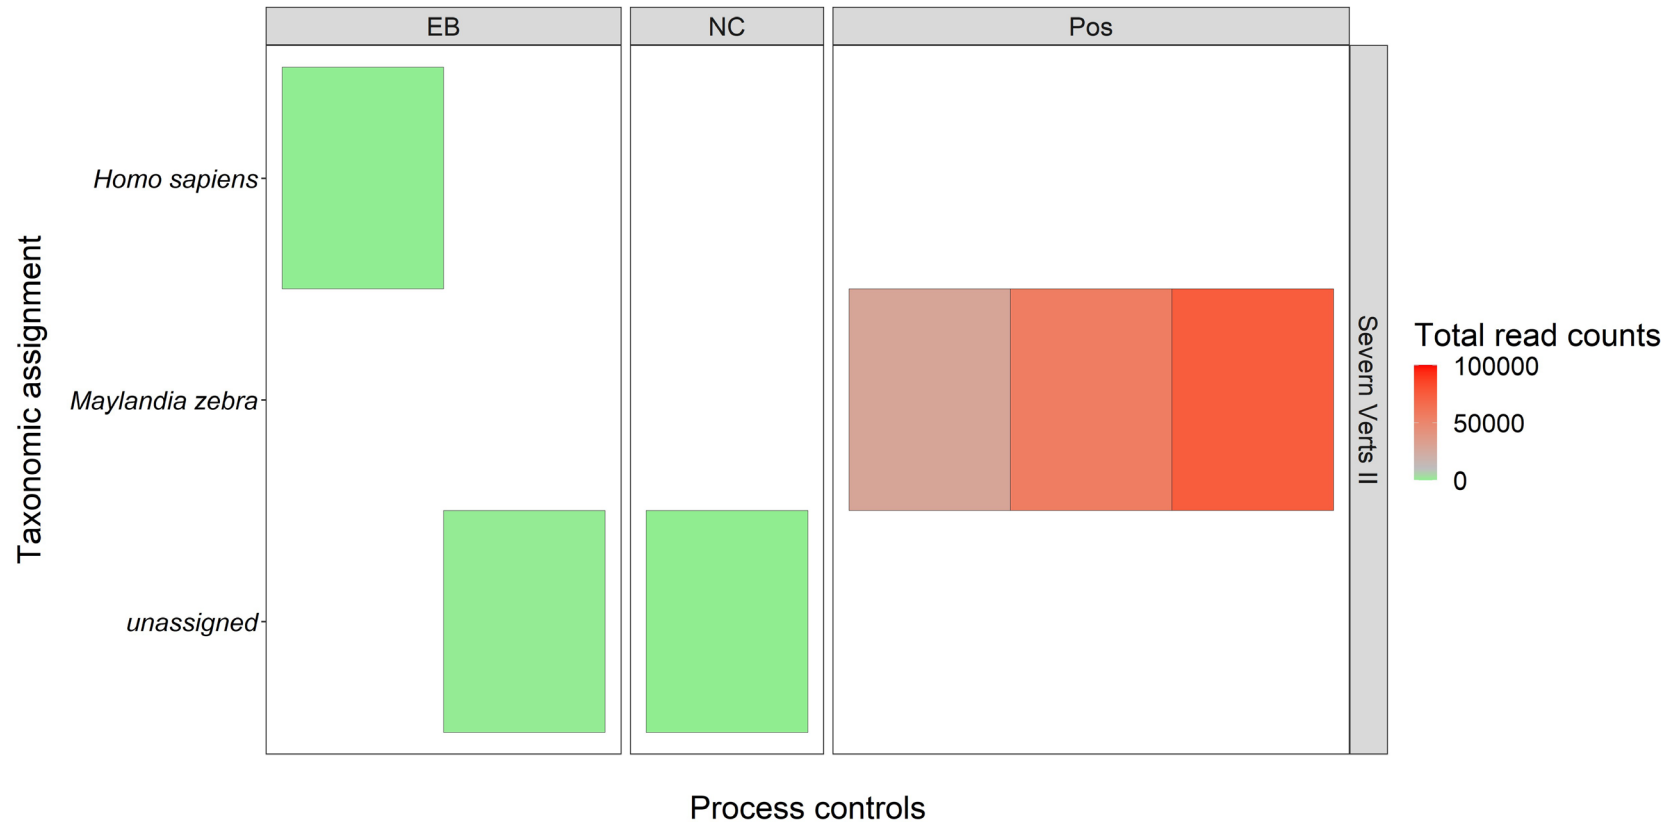 EB
NC
Pos
Taxonomic assignment
Homo sapiens
Maylandia zebra
unassigned
Severn Verts II
Total read counts
100000
50000
0
Process controls